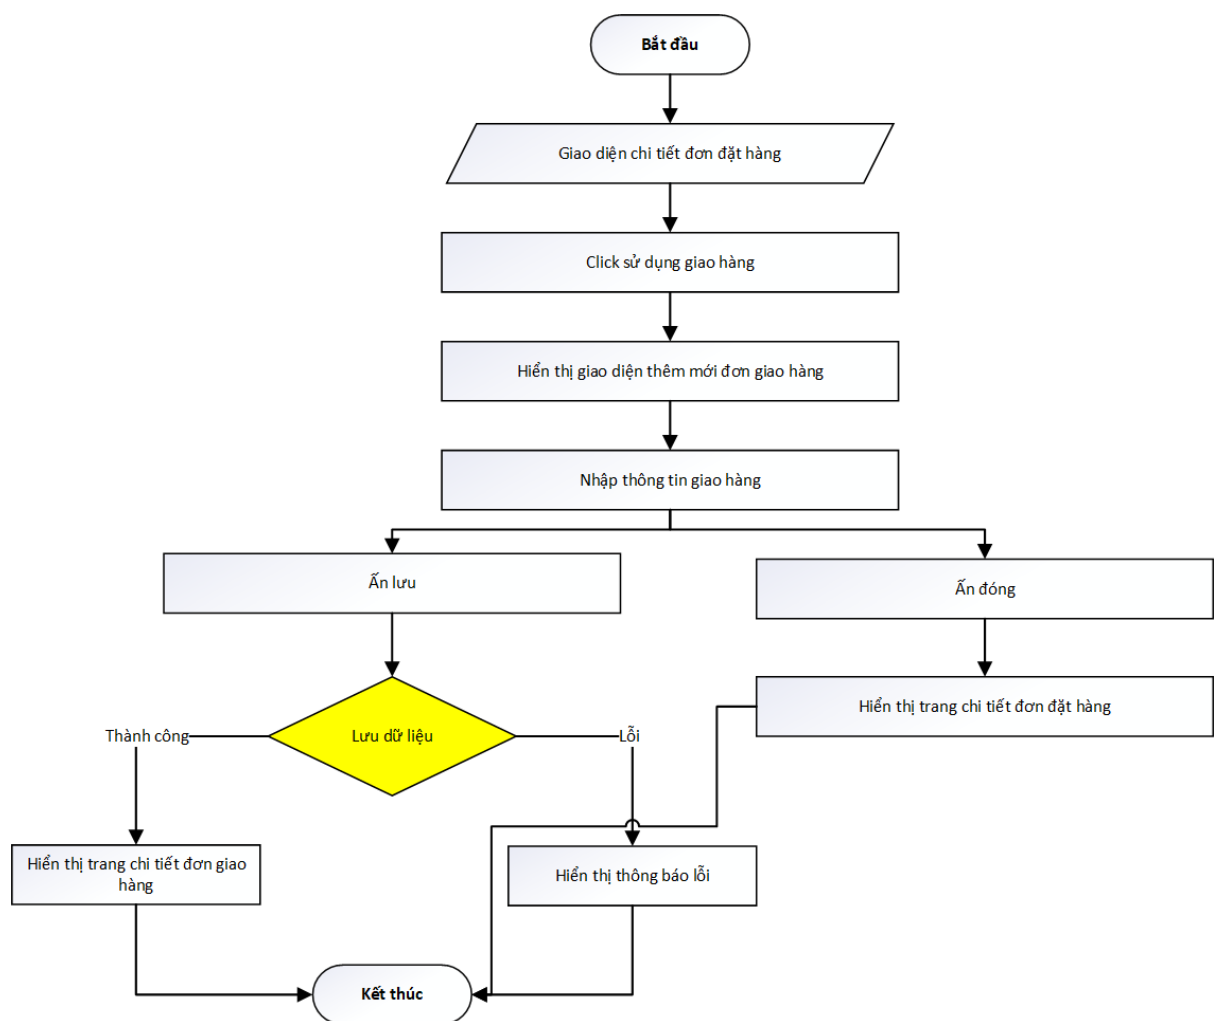 Bắt đầu
Giao diện chi tiết đơn đặt hàng
Click sử dụng giao hàng
Hiển thị giao diện thêm mới đơn giao hàng
Nhập thông tin giao hàng
Ấn lưu
Ấn đóng
Hiển thị trang chi tiết đơn đặt hàng
Thành công
Lưu dữ liệu
Lỗi
Hiển thị trang chi tiết đơn giao
hàng
Hiển thị thông báo lỗi
Kết thúc